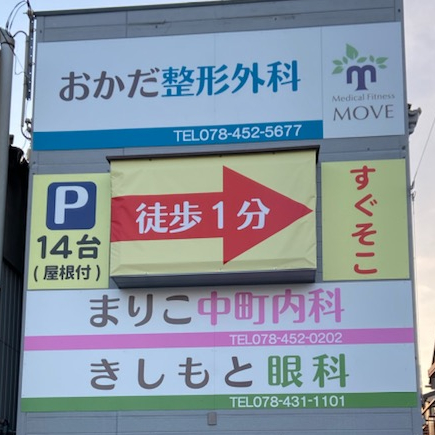 おかだ整形外科
Medical Fitness
MOVE
TEL078-452-5677
P
14台
(屋根付)
徒歩1分
すぐそこ
まりこ中町内科
TEL078-452-0202
きしもと眼科
TEL078-431-1101